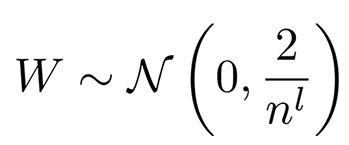 W ∼ 𝒩(0, 2/n^l)